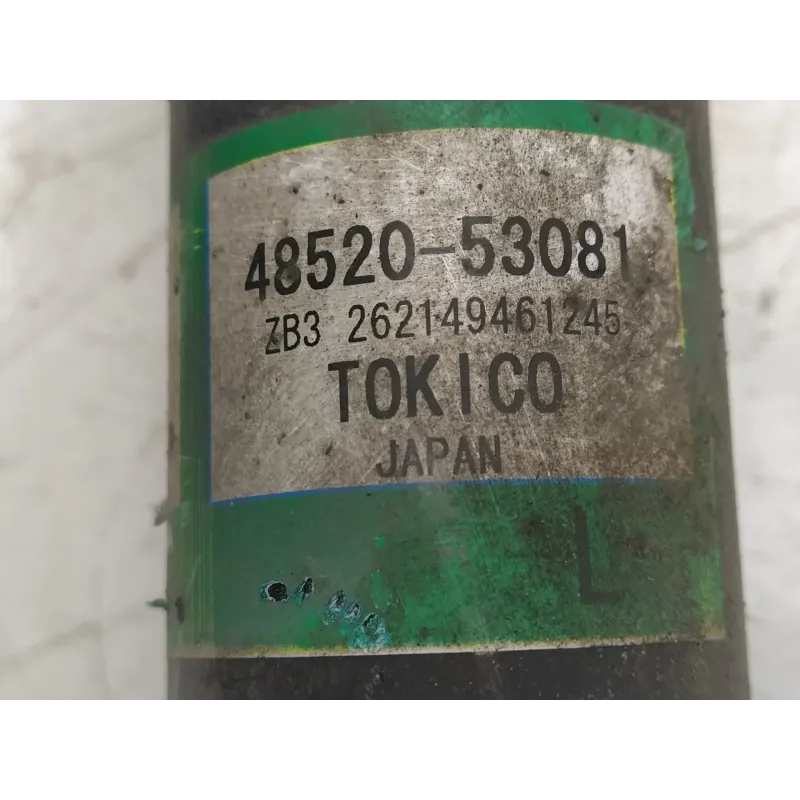 48520-53081
ZB3 262149461245
TOKICO
JAPAN
L